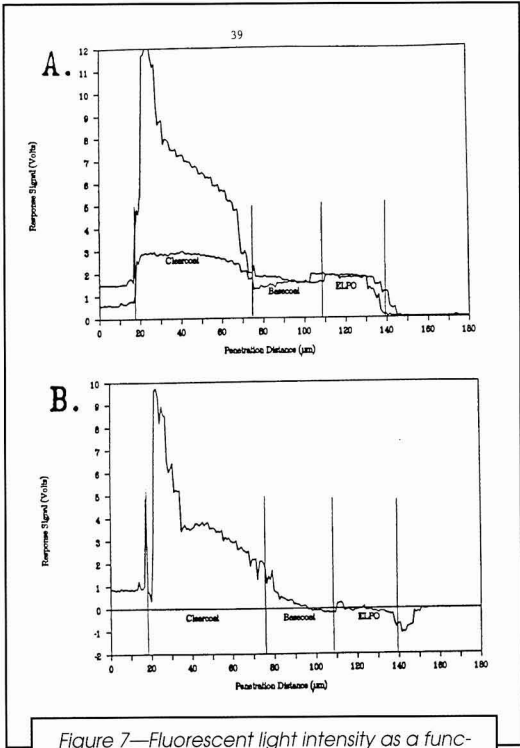 39
A.
12
11
10
9
8
7
6
5
4
3
2
1
0
Response Signal (Volts)
Clearcoat
Basecoat
ELPO
0 20 40 60 80 100 120 140 160 180
Penetration Distance (μm)
B.
10
9
8
7
6
5
4
3
2
1
0
-1
-2
Response Signal (Volts)
Clearcoat
Basecoat
ELPO
0 20 40 60 80 100 120 140 160 180
Penetration Distance (μm)
Figure 7—Fluorescent light intensity as a func-